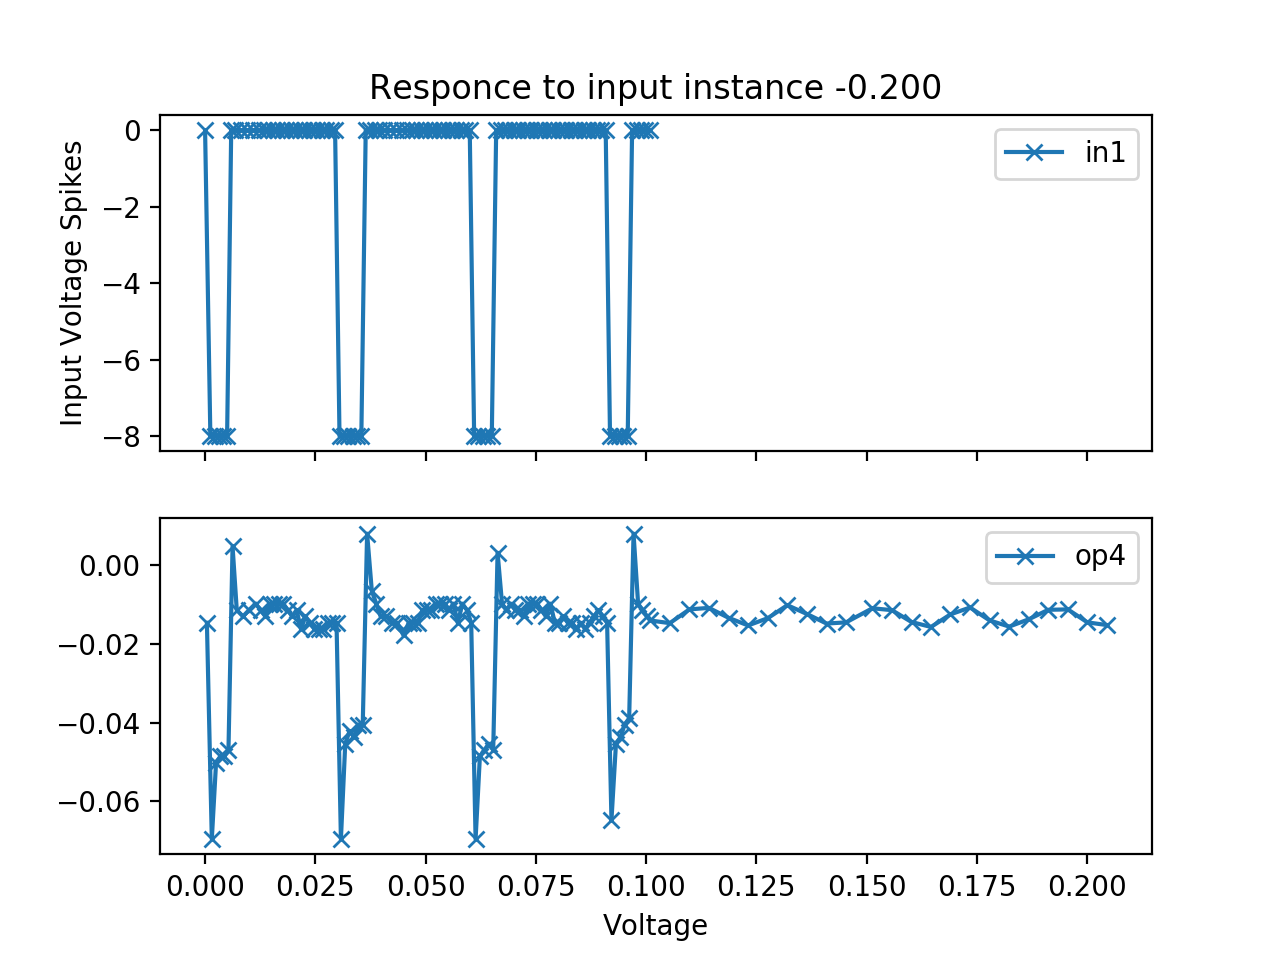 Responce to input instance -0.200
Input Voltage Spikes
0
−2
−4
−6
−8
in1
0.00
−0.02
−0.04
−0.06
op4
0.000 0.025 0.050 0.075 0.100 0.125 0.150 0.175 0.200
Voltage